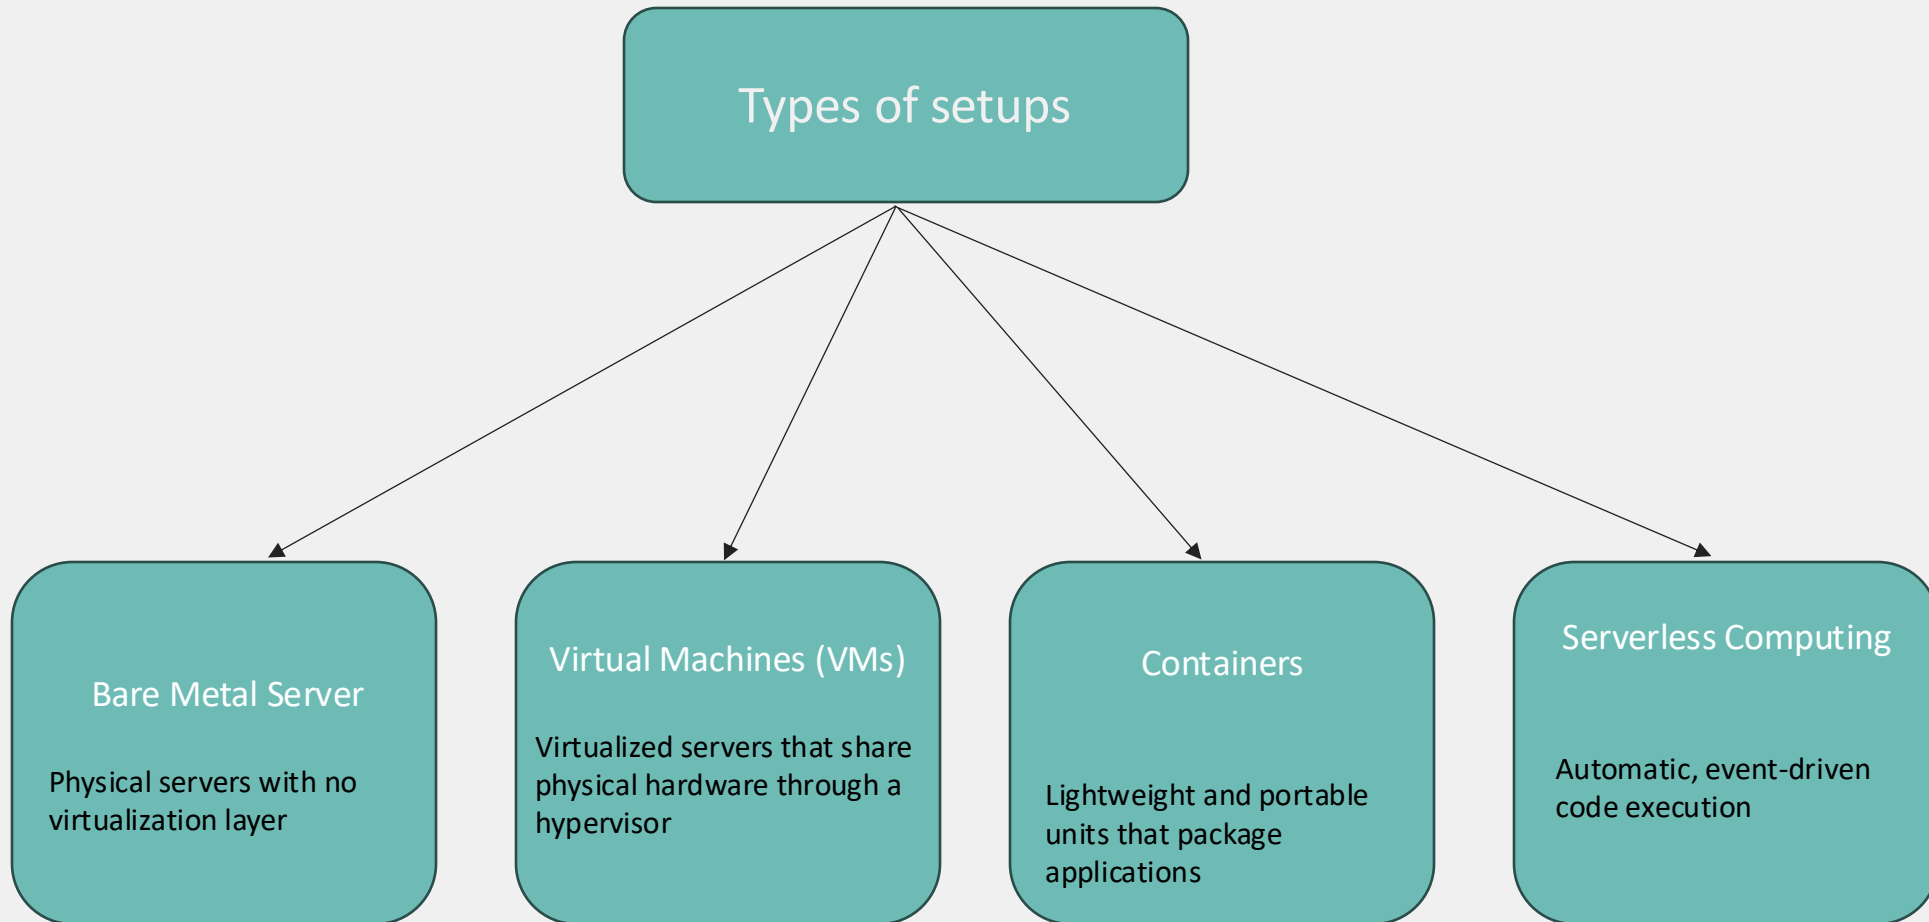 Types of setups
Bare Metal Server
Physical servers with no
virtualization layer
Virtual Machines (VMs)
Virtualized servers that share
physical hardware through a
hypervisor
Containers
Lightweight and portable
units that package
applications
Serverless Computing
Automatic, event-driven
code execution